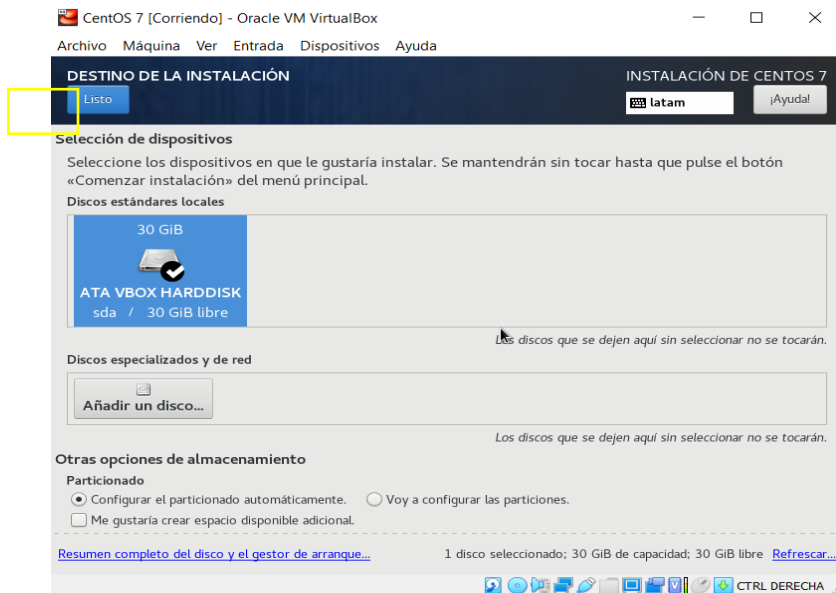 CentOS 7 [Corriendo] - Oracle VM VirtualBox
Archivo Máquina Ver Entrada Dispositivos Ayuda
DESTINO DE LA INSTALACIÓN
INSTALACIÓN DE CENTOS 7
Listo
latam
¡Ayuda!
Selección de dispositivos
Seleccione los dispositivos en que le gustaría instalar. Se mantendrán sin tocar hasta que pulse el botón
«Comenzar instalación» del menú principal.
Discos estándares locales
30 GiB
ATA VBOX HARDDISK
sda / 30 GiB libre
Los discos que se dejen aquí sin seleccionar no se tocarán.
Discos especializados y de red
Añadir un disco...
Los discos que se dejen aquí sin seleccionar no se tocarán.
Otras opciones de almacenamiento
Particionado
Configurar el particionado automáticamente. Voy a configurar las particiones.
Me gustaría crear espacio disponible adicional.
Resumen completo del disco y el gestor de arranque... 1 disco seleccionado; 30 GiB de capacidad; 30 GiB libre Refrescar...
CTRL DERECHA